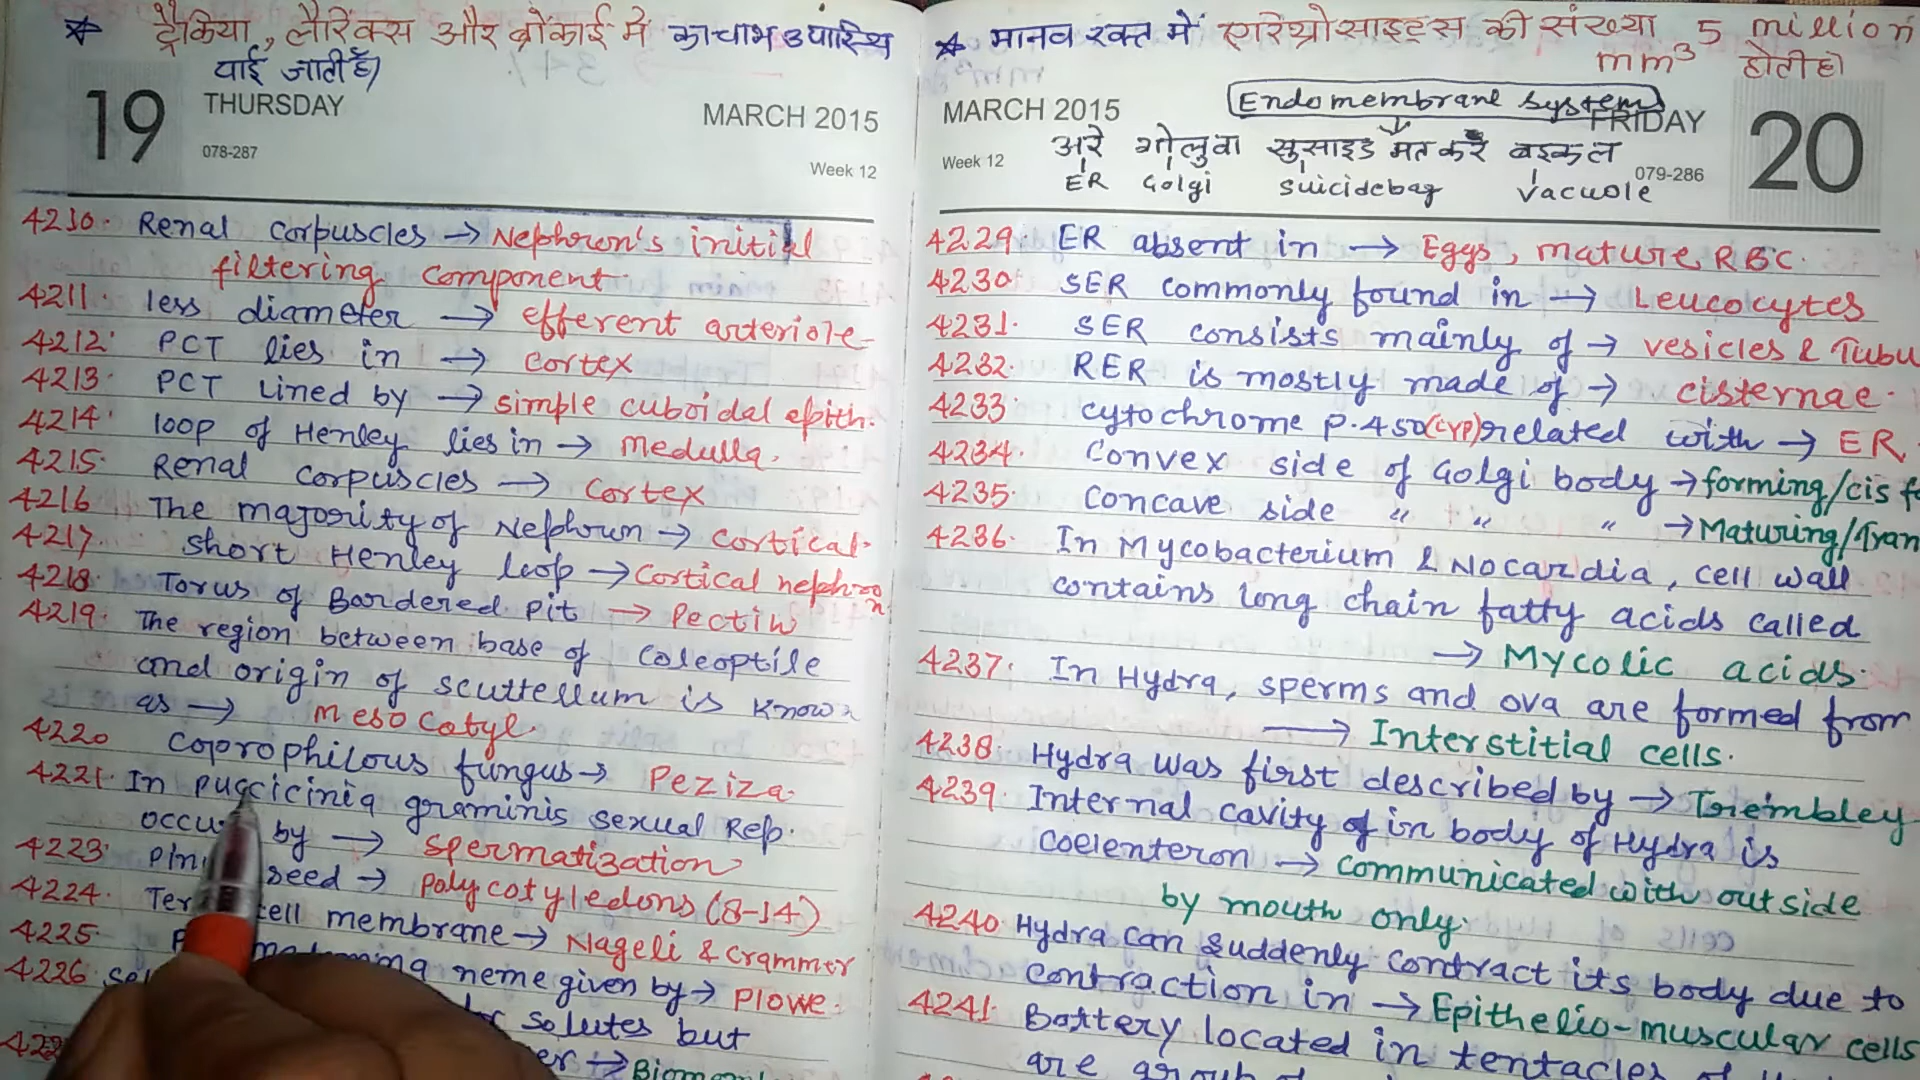 ट्रैकिया, लैरिंक्स और ब्रोंकाई में का चाभ उपास्थि
पाई जाती है।
19 THURSDAY
MARCH 2015
078-287
Week 12
4210. Renal corpuscles → Nephron's initial
filtering component.
4211. less diameter → efferent arteriole
4212. PCT lies in → cortex
4213. PCT Lined by → simple cuboidal epith.
4214. loop of Henley lies in → medulla.
4215. Renal corpuscles → Cortex
4216 The majority of Nephron → Cortical
4217 short Henley loop → Cortical nephron
4218. Torus of Bordered pit → Pectin
4219. The region between base of Coleoptile
and origin of scuttellum is known
as → Mesocotyl
4220 Coprophilous fungus → Peziza.
4221. In puccicinia graminis sexual Rep.
by → spermatization
4223. seed → Polycotyledons (8-14)
4224. cell membrane → Nageli & Crammer
4225. neme given by → Plowe.
4226.
solutes but
मानव रक्त में एरिथ्रोसाइट्स की संख्या 5 million
mm³ होती है।
MARCH 2015
Endomembrane System
FRIDAY 20
Week 12
अरे गोलुवा सुसाइड मत करे बइकल
079-286
ER Golgi suicidebag vacuole
4229. ER absent in → Eggs, mature RBC.
4230. SER commonly found in → Leucocytes
4231. SER consists mainly of → vesicles & Tubu
4232. RER is mostly made of → cisternae.
4233. cytochrome P.450(CYP) related with → ER
4234. Convex side of Golgi body → forming/cis
4235. Concave side " " " → Maturing/Tran
4236. In Mycobacterium & Nocardia, cell wall
contains long chain fatty acids called
→ Mycolic acids.
4237. In Hydra, sperms and ova are formed from
→ Interstitial cells.
4238. Hydra was first described by → Trembley
4239. Internal cavity of in body of Hydra is
coelenteron → Communicated with outside
by mouth only.
4240. Hydra can suddenly contract its body due to
contraction in → Epithelio-muscular cells
4241. Battery located in tentacles of
are group